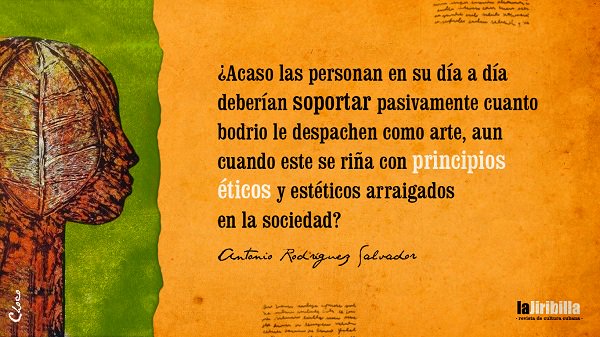 ¿Acaso las personan en su día a día
deberían soportar pasivamente cuanto
bodrio le despachen como arte, aun
cuando este se riña con principios
éticos y estéticos arraigados
en la sociedad?
Antonio Rodríguez Salvador
Choco
laJiribilla
- revista de cultura cubana -